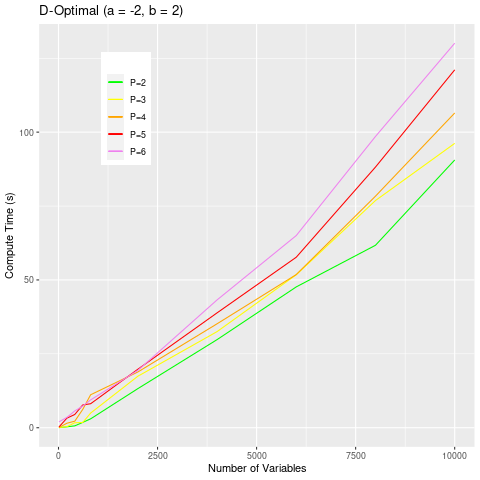 D-Optimal (a = -2, b = 2)
P=2
P=3
P=4
P=5
P=6
100
50
0
Compute Time (s)
0 2500 5000 7500 10000
Number of Variables